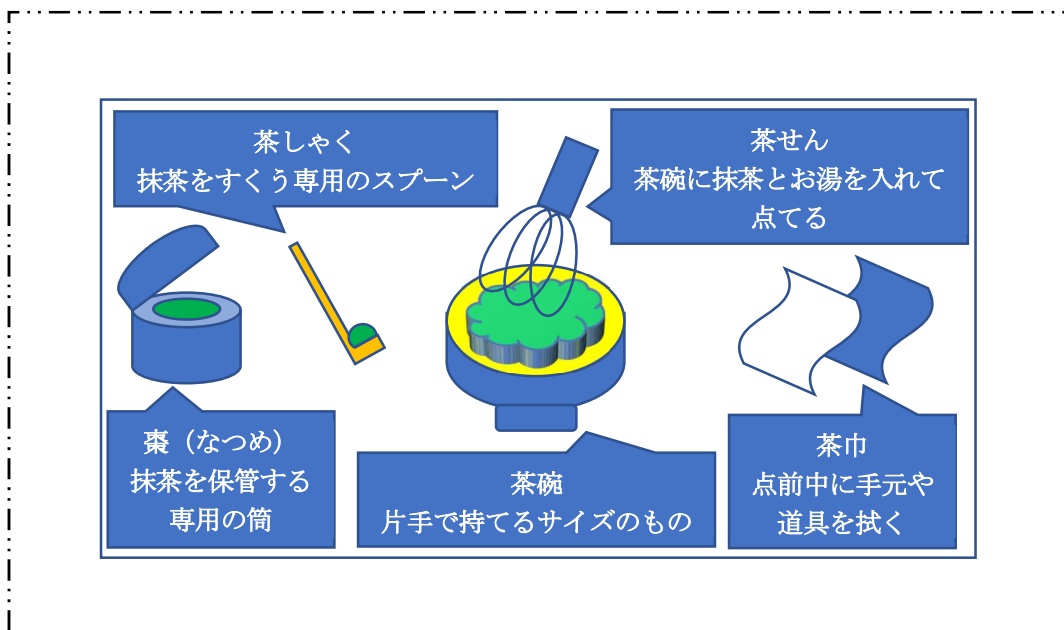 茶しゃく
抹茶をすくう専用のスプーン
茶せん
茶碗に抹茶とお湯を入れて
点てる
棗（なつめ）
抹茶を保管する
専用の筒
茶碗
片手で持てるサイズのもの
茶巾
点前中に手元や
道具を拭く